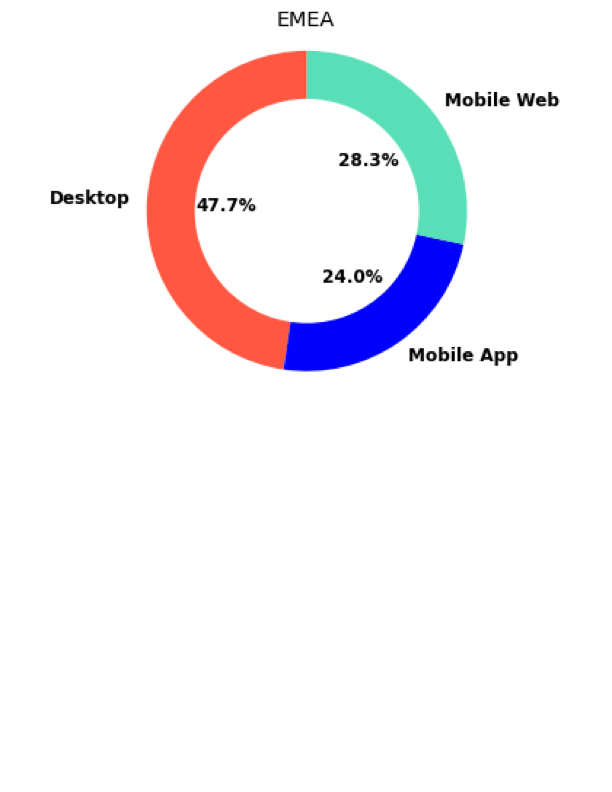 EMEA
Mobile Web
28.3%
Desktop
47.7%
24.0%
Mobile App